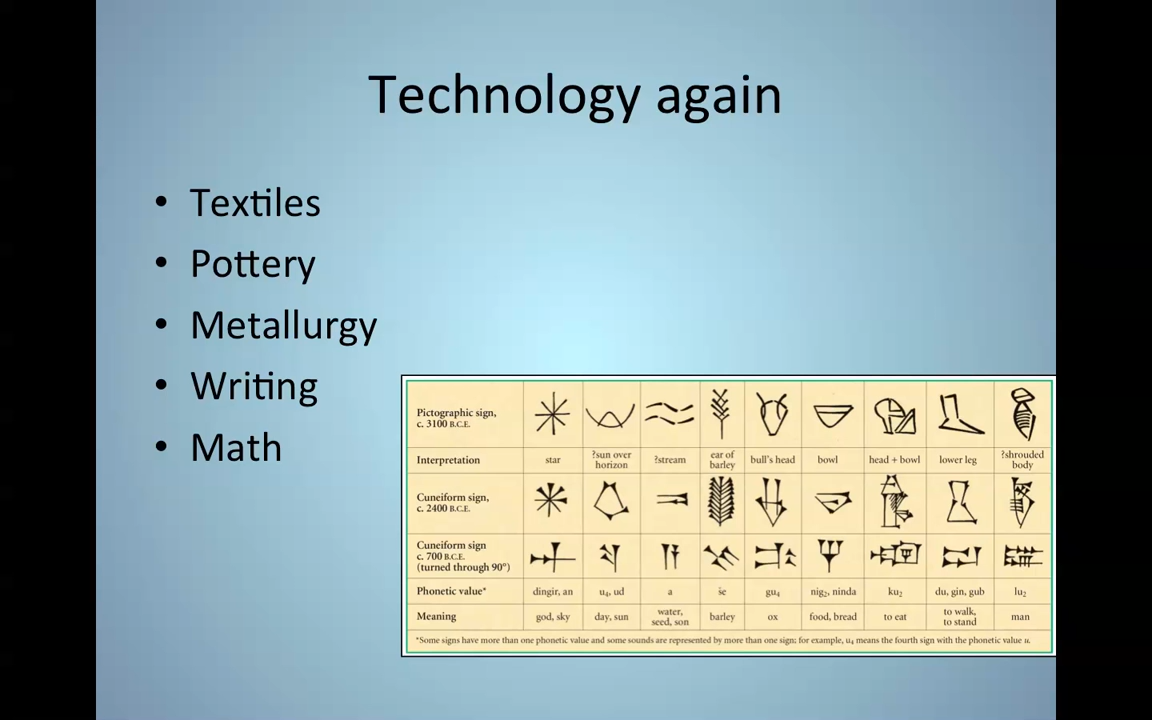 Technology again
• Textiles
• Pottery
• Metallurgy
• Writing
• Math
Pictographic sign,
c. 3100 B.C.E.
Interpretation star ?sun over horizon ?stream ear of barley bull's head bowl head + bowl lower leg ?shrouded body
Cuneiform sign,
c. 2400 B.C.E.
Cuneiform sign
c. 700 B.C.E.
(turned through 90°)
Phonetic value* dingir, an u₄, ud a še gu₄ nig₂, ninda ku₂ du, gin, gub lu₂
Meaning god, sky day, sun water, seed, son barley ox food, bread to eat to walk, to stand man
*Some signs have more than one phonetic value and some sounds are represented by more than one sign; for example, u₄ means the fourth sign with the phonetic value u.